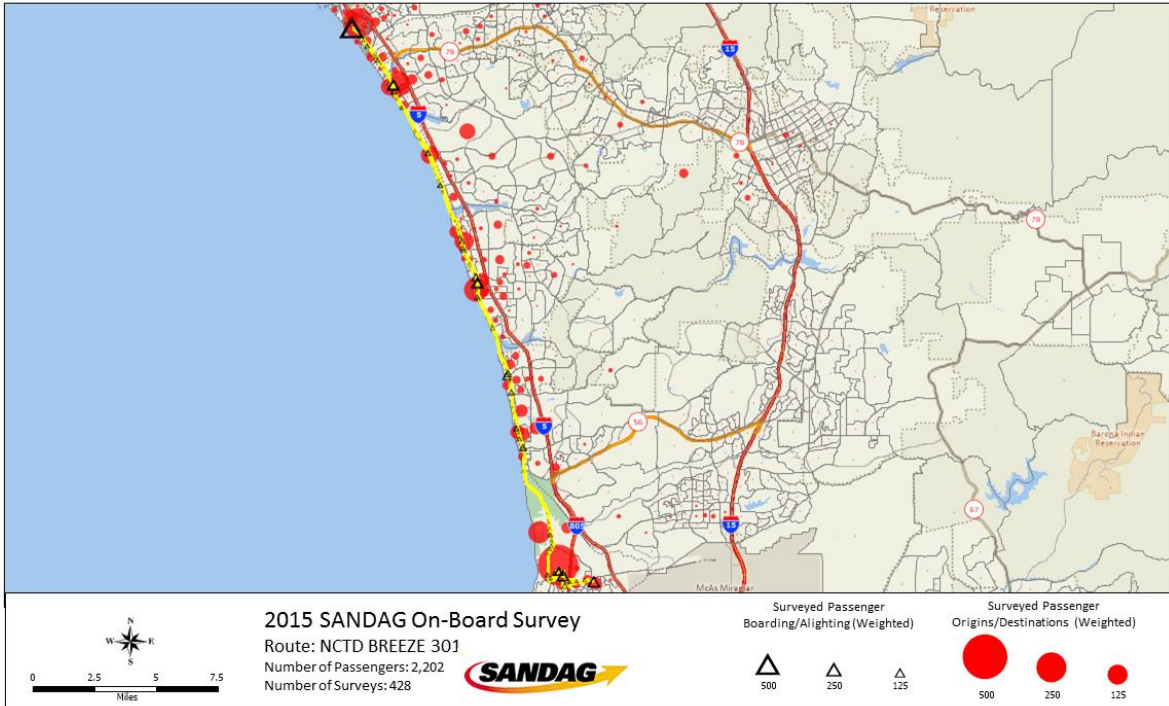 Reservation
15
78
5
78
78
Barona Indian
Reservation
56
5
67
805
15
McAs Miramar
2015 SANDAG On-Board Survey
Route: NCTD BREEZE 301
Number of Passengers: 2,202
Number of Surveys: 428
N
W E
S
0 2.5 5 7.5
Miles
SANDAG
Surveyed Passenger
Boarding/Alighting (Weighted)
500 250 125
Surveyed Passenger
Origins/Destinations (Weighted)
500 250 125